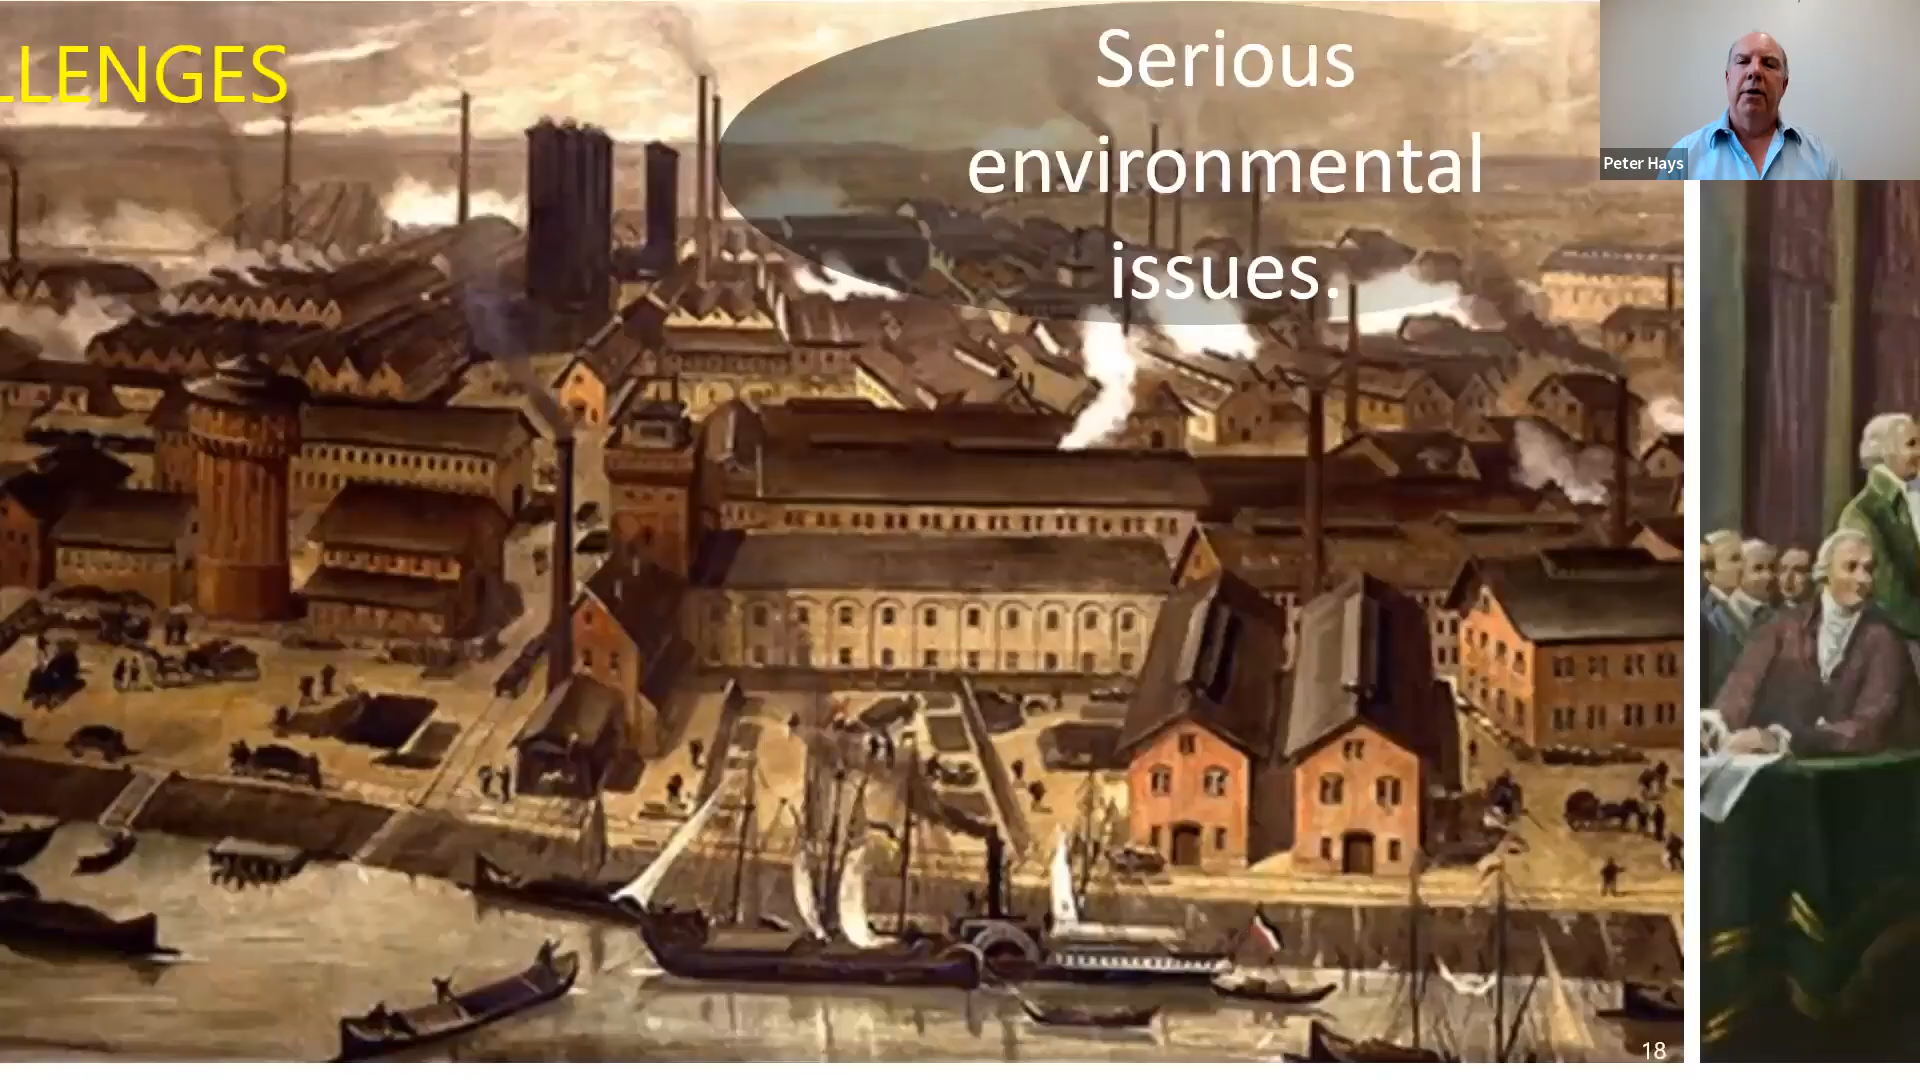 LLENGES
Serious
environmental
issues.
Peter Hays
18